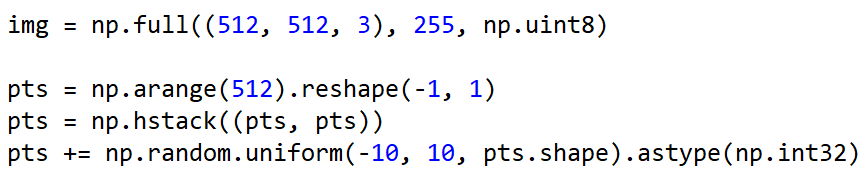 img = np.full((512, 512, 3), 255, np.uint8)
pts = np.arange(512).reshape(-1, 1)
pts = np.hstack((pts, pts))
pts += np.random.uniform(-10, 10, pts.shape).astype(np.int32)